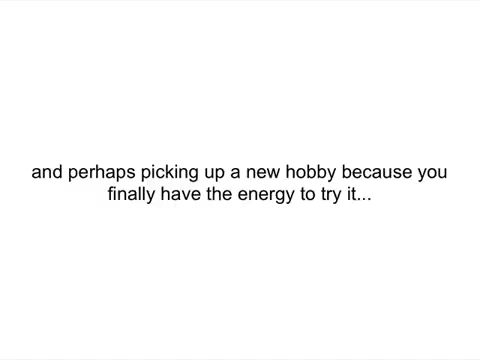 and perhaps picking up a new hobby because you
finally have the energy to try it...